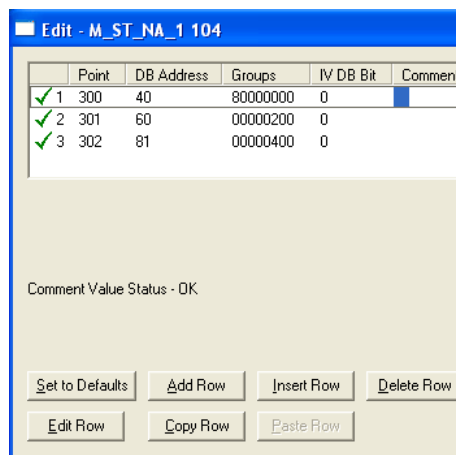 Edit - M_ST_NA_1 104
Point DB Address Groups IV DB Bit Commen
1 300 40 80000000 0
2 301 60 00000200 0
3 302 81 00000400 0
Comment Value Status - OK
Set to Defaults Add Row Insert Row Delete Row
Edit Row Copy Row Paste Row